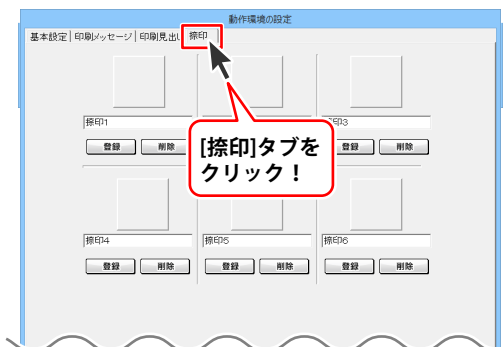 動作環境の設定
基本設定 印刷メッセージ 印刷見出し 捺印
捺印1 捺印3
登録 削除 登録 削除
[捺印]タブを
クリック！
捺印4 捺印5 捺印6
登録 削除 登録 削除 登録 削除